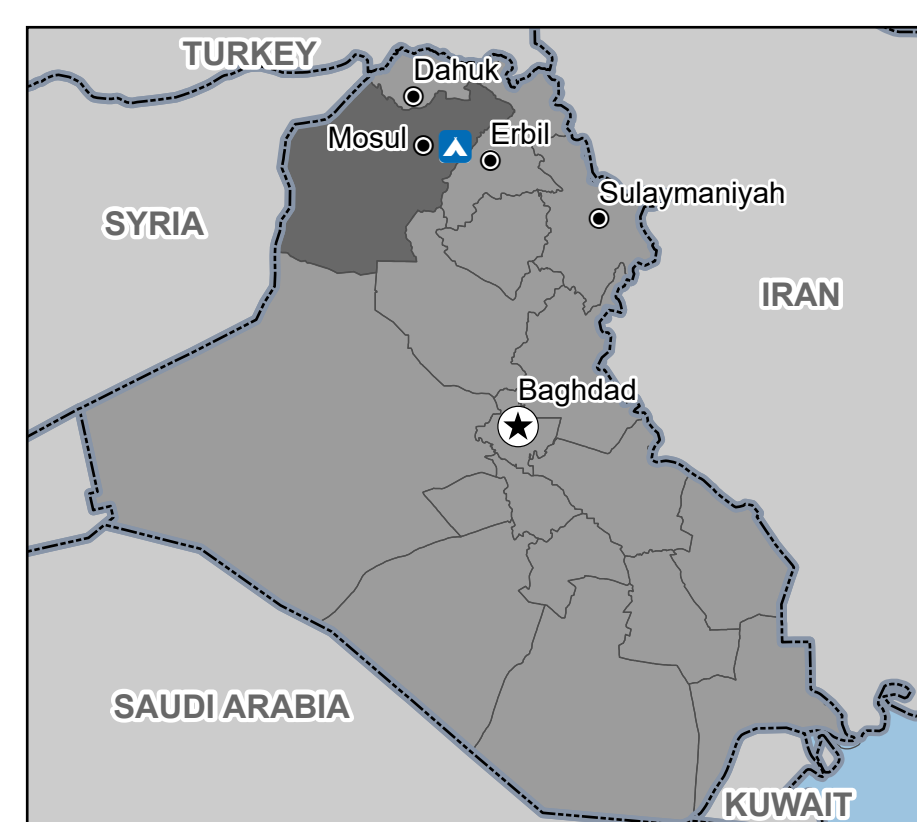 TURKEY
Dahuk
Mosul
Erbil
Sulaymaniyah
SYRIA
IRAN
Baghdad
SAUDI ARABIA
KUWAIT